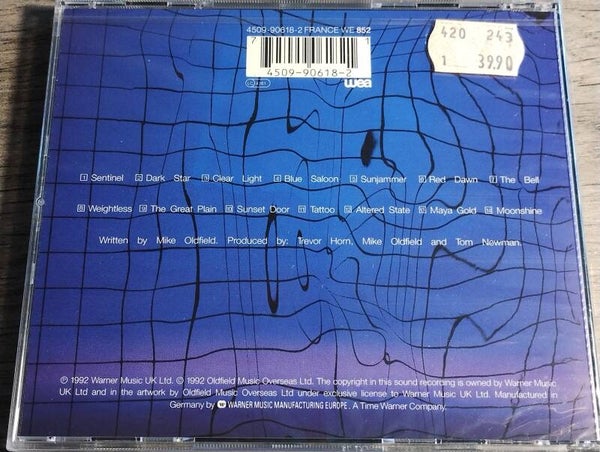 4509-90618-2 FRANCE WE 852
7 1
4509-90618-2
wea
420 243
1 39.90
1 Sentinel 2 Dark Star 3 Clear Light 4 Blue Saloon 5 Sunjammer 6 Red Dawn 7 The Bell
8 Weightless 9 The Great Plain 10 Sunset Door 11 Tattoo 12 Altered State 13 Maya Gold 14 Moonshine
Written by Mike Oldfield. Produced by: Trevor Horn, Mike Oldfield and Tom Newman.
℗ 1992 Warner Music UK Ltd. © 1992 Oldfield Music Overseas Ltd. The copyright in this sound recording is owned by Warner Music
UK Ltd and in the artwork by Oldfield Music Overseas Ltd under exclusive license to Warner Music UK Ltd. Manufactured in
Germany by WARNER MUSIC MANUFACTURING EUROPE. A Time Warner Company.